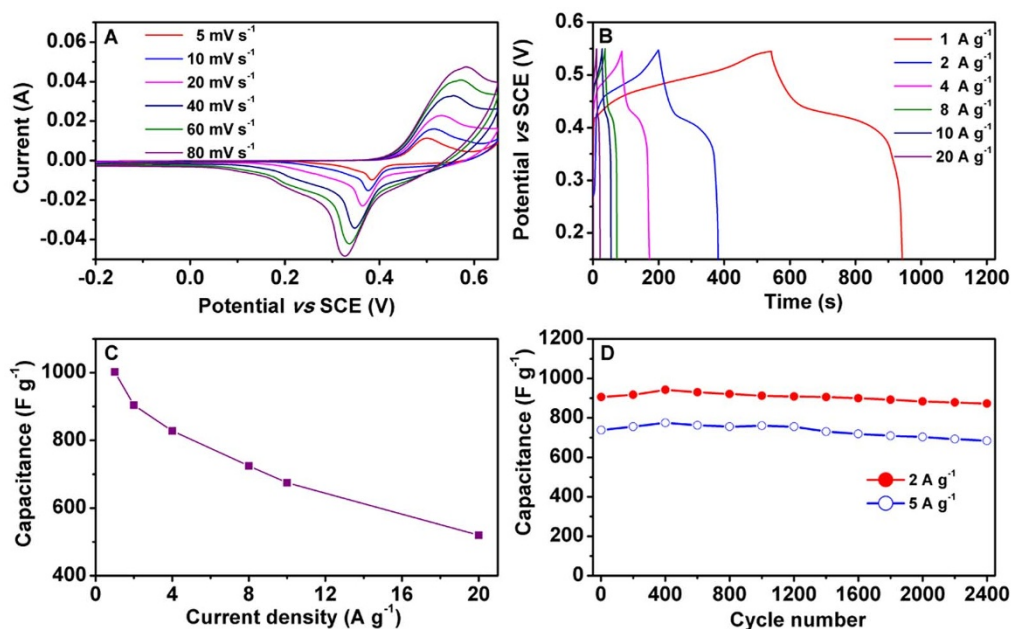 A
5 mV s⁻¹
10 mV s⁻¹
20 mV s⁻¹
40 mV s⁻¹
60 mV s⁻¹
80 mV s⁻¹
Current (A)
0.06
0.04
0.02
0.00
-0.02
-0.04
-0.2
0.0
0.2
0.4
0.6
Potential vs SCE (V)
B
1 A g⁻¹
2 A g⁻¹
4 A g⁻¹
8 A g⁻¹
10 A g⁻¹
20 A g⁻¹
Potential vs SCE (V)
0.6
0.5
0.4
0.3
0.2
0
200
400
600
800
1000
1200
Time (s)
C
Capacitance (F g⁻¹)
1000
800
600
400
0
4
8
12
16
20
Current density (A g⁻¹)
D
2 A g⁻¹
5 A g⁻¹
Capacitance (F g⁻¹)
1200
1000
800
600
400
200
0
0
400
800
1200
1600
2000
2400
Cycle number